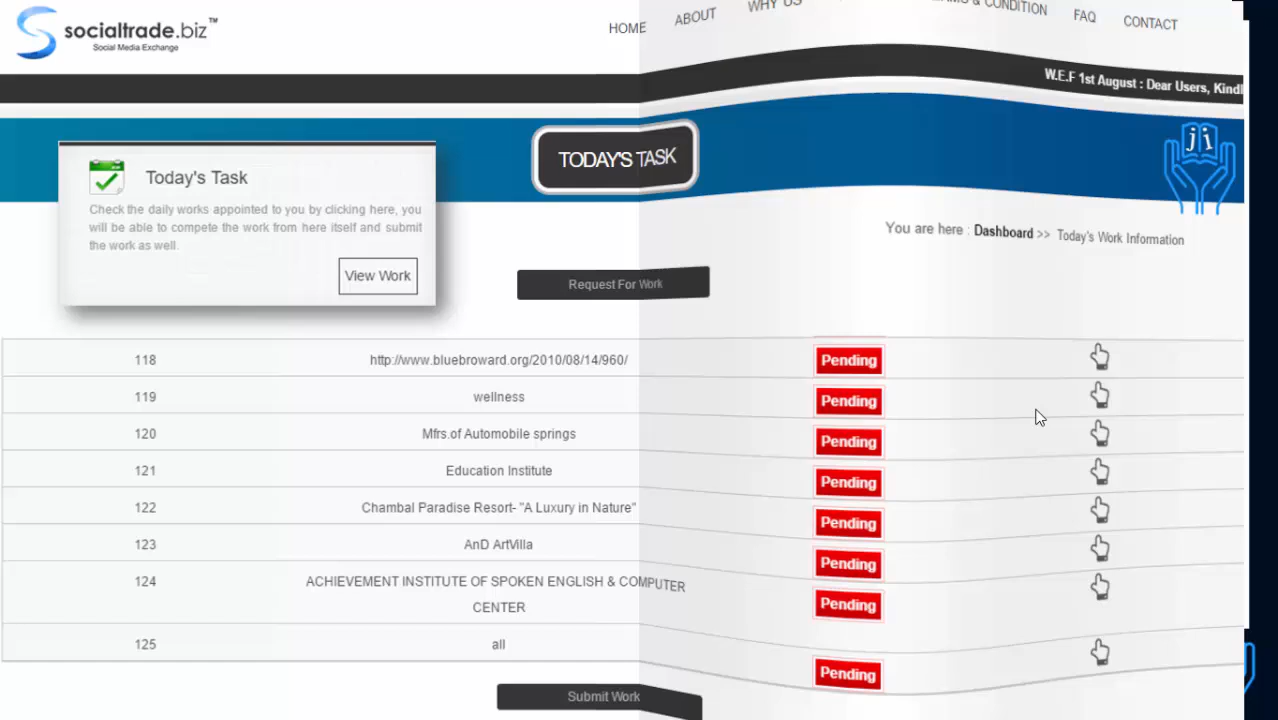 socialtrade.biz™
Social Media Exchange
HOME
ABOUT
WHY US
& CONDITION
FAQ
CONTACT
W.E.F 1st August : Dear Users, Kindl
TODAY'S TASK
Today's Task
Check the daily works appointed to you by clicking here, you
will be able to compete the work from here itself and submit
the work as well.
View Work
ji
You are here : Dashboard >> Today's Work Information
Request For Work
118 http://www.bluebroward.org/2010/08/14/960/ Pending
119 wellness Pending
120 Mfrs.of Automobile springs Pending
121 Education Institute Pending
122 Chambal Paradise Resort- "A Luxury in Nature" Pending
123 AnD ArtVilla Pending
124 ACHIEVEMENT INSTITUTE OF SPOKEN ENGLISH & COMPUTER Pending
CENTER
125 all Pending
Submit Work